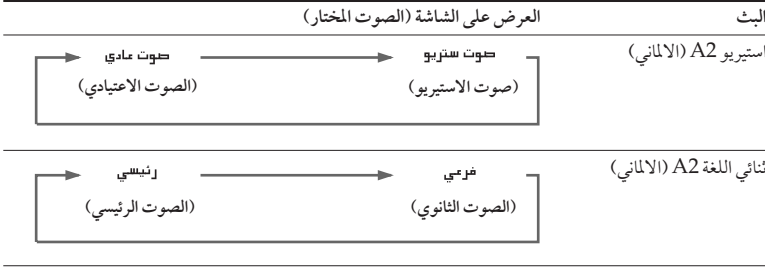 البث العرض على الشاشة (الصوت المختار)
استيريو A2 (الالماني) صوت ستريو صوت عادي
(صوت الاستيريو) (الصوت الاعتيادي)
ثنائي اللغة A2 (الالماني) فرعي رئيسي
(الصوت الثانوي) (الصوت الرئيسي)